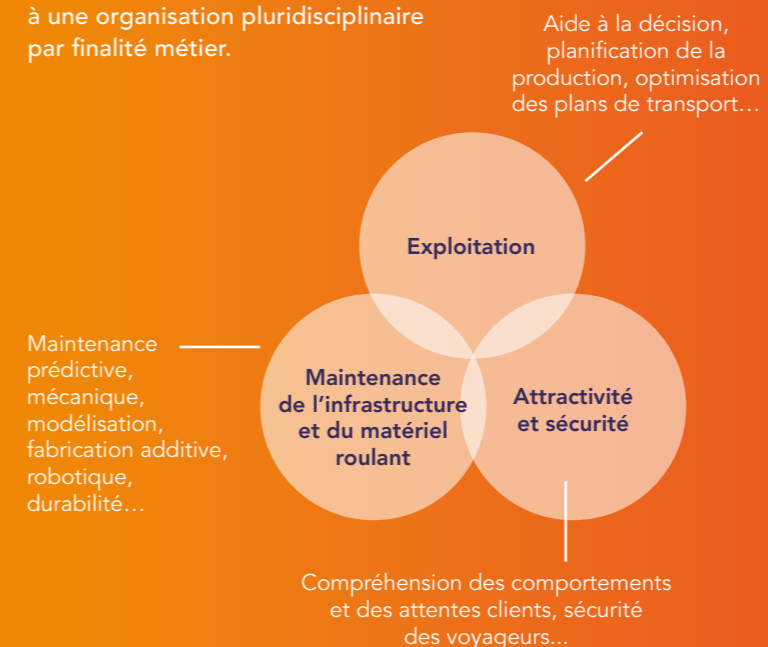 à une organisation pluridisciplinaire
par finalité métier.
Aide à la décision,
planification de la
production, optimisation
des plans de transport…
Exploitation
Maintenance
prédictive,
mécanique,
modélisation,
fabrication additive,
robotique,
durabilité…
Maintenance
de l’infrastructure
et du matériel
roulant
Attractivité
et sécurité
Compréhension des comportements
et des attentes clients, sécurité
des voyageurs...